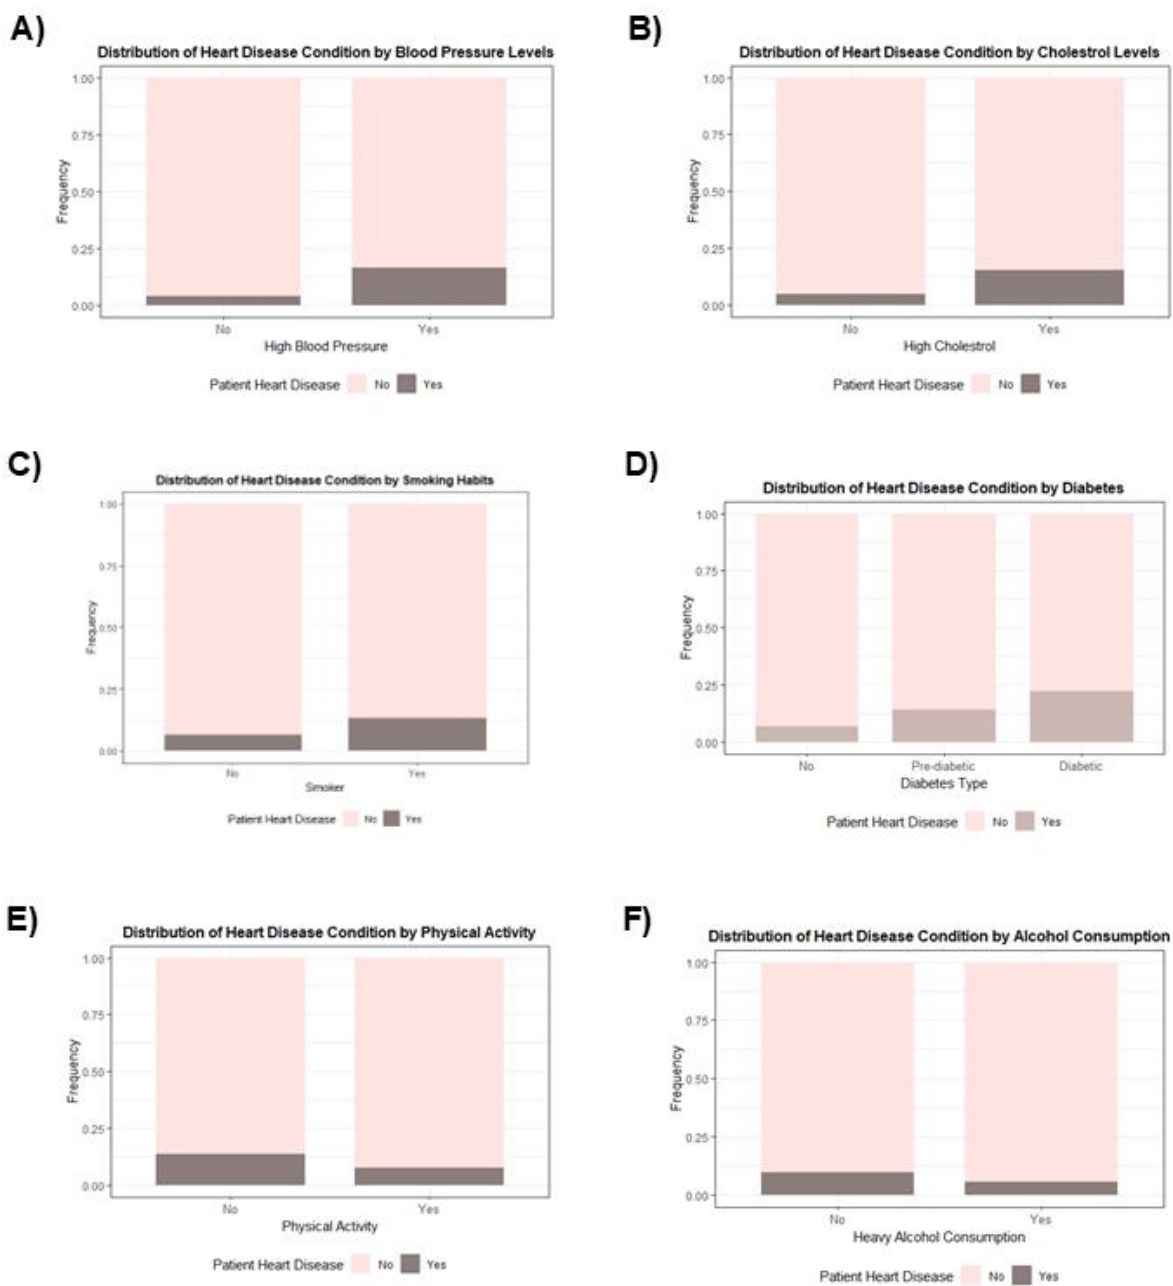 A)
Distribution of Heart Disease Condition by Blood Pressure Levels
1.00
0.75
0.50
0.25
0.00
Frequency
No Yes
High Blood Pressure
Patient Heart Disease No Yes
B)
Distribution of Heart Disease Condition by Cholestrol Levels
1.00
0.75
0.50
0.25
0.00
Frequency
No Yes
High Cholestrol
Patient Heart Disease No Yes
C)
Distribution of Heart Disease Condition by Smoking Habits
1.00
0.75
0.50
0.25
0.00
Frequency
No Yes
Smoker
Patient Heart Disease No Yes
D)
Distribution of Heart Disease Condition by Diabetes
1.00
0.75
0.50
0.25
0.00
Frequency
No Pre-diabetic Diabetic
Diabetes Type
Patient Heart Disease No Yes
E)
Distribution of Heart Disease Condition by Physical Activity
1.00
0.75
0.50
0.25
0.00
Frequency
No Yes
Physical Activity
Patient Heart Disease No Yes
F)
Distribution of Heart Disease Condition by Alcohol Consumption
1.00
0.75
0.50
0.25
0.00
Frequency
No Yes
Heavy Alcohol Consumption
Patient Heart Disease No Yes